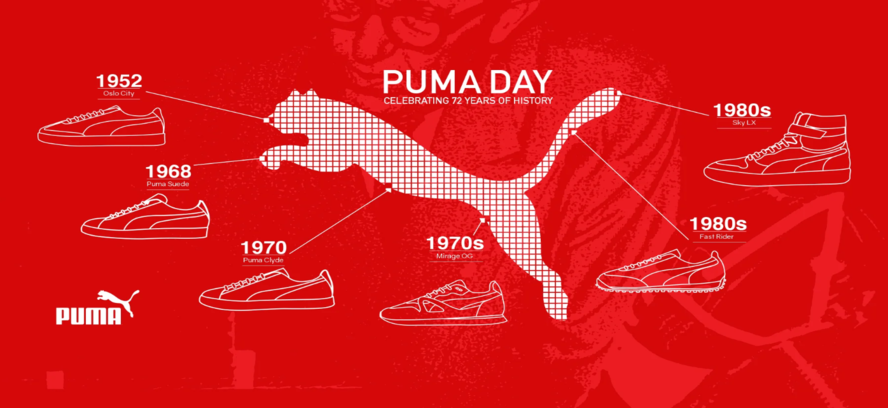 PUMA DAY
CELEBRATING 72 YEARS OF HISTORY
1952
Oslo City
1968
Puma Suede
1970
Puma Clyde
1970s
Mirage OG
1980s
Fast Rider
1980s
Sky LX
PUMA